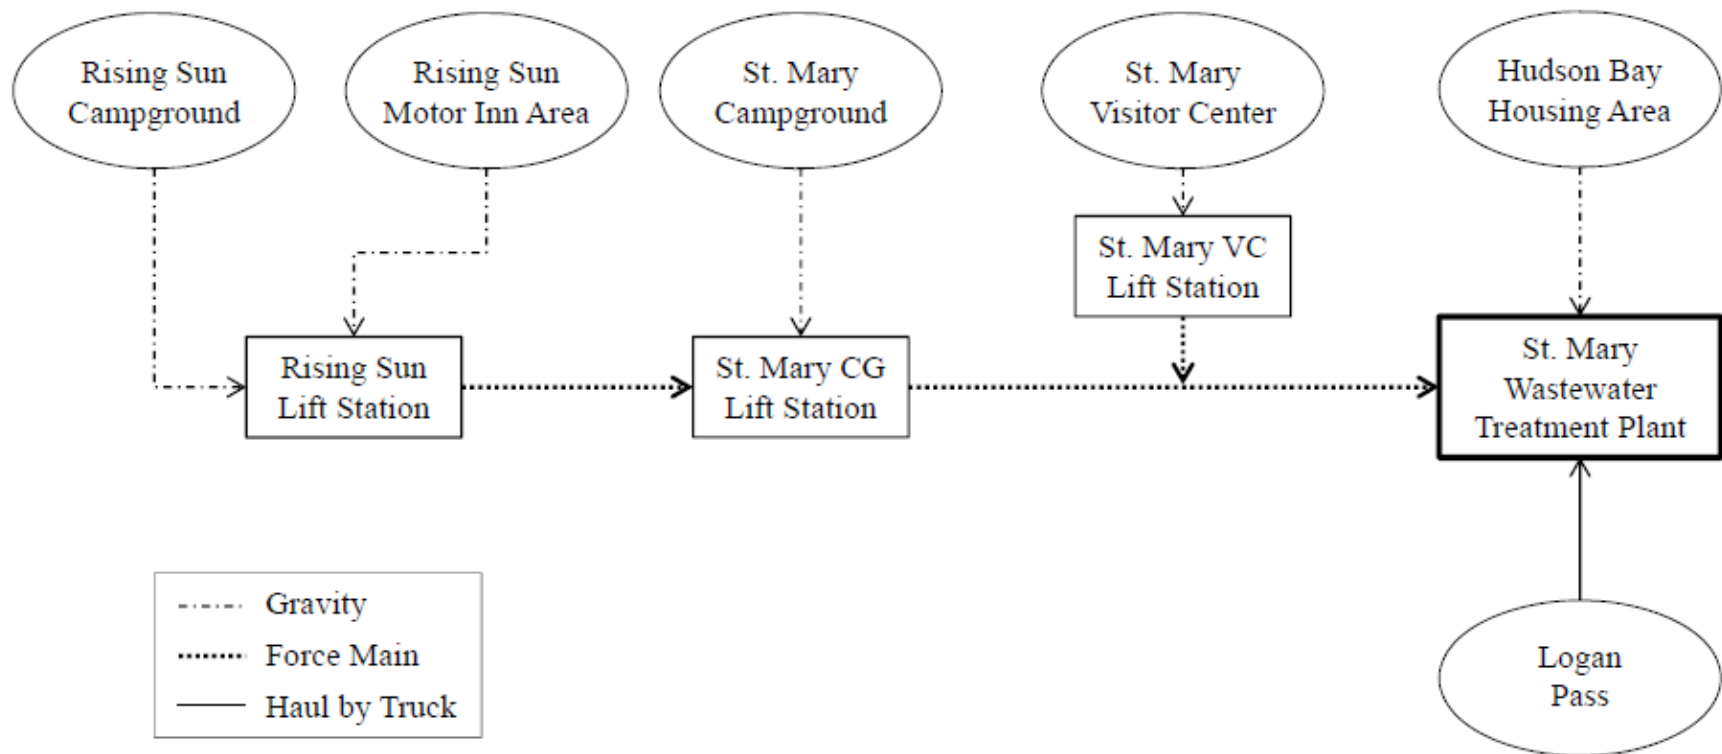 Rising Sun
Campground
Rising Sun
Motor Inn Area
St. Mary
Campground
St. Mary
Visitor Center
Hudson Bay
Housing Area
St. Mary VC
Lift Station
Rising Sun
Lift Station
St. Mary CG
Lift Station
St. Mary
Wastewater
Treatment Plant
Gravity
Force Main
Haul by Truck
Logan
Pass